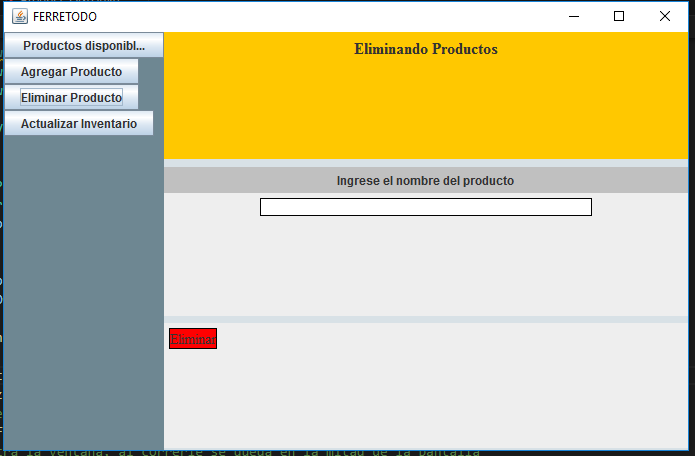 FERRETODO
Productos disponibl...
Agregar Producto
Eliminar Producto
Actualizar Inventario
Eliminando Productos
Ingrese el nombre del producto
Eliminar
tra la ventana, al correrle se queda en la mitad de la pantalla